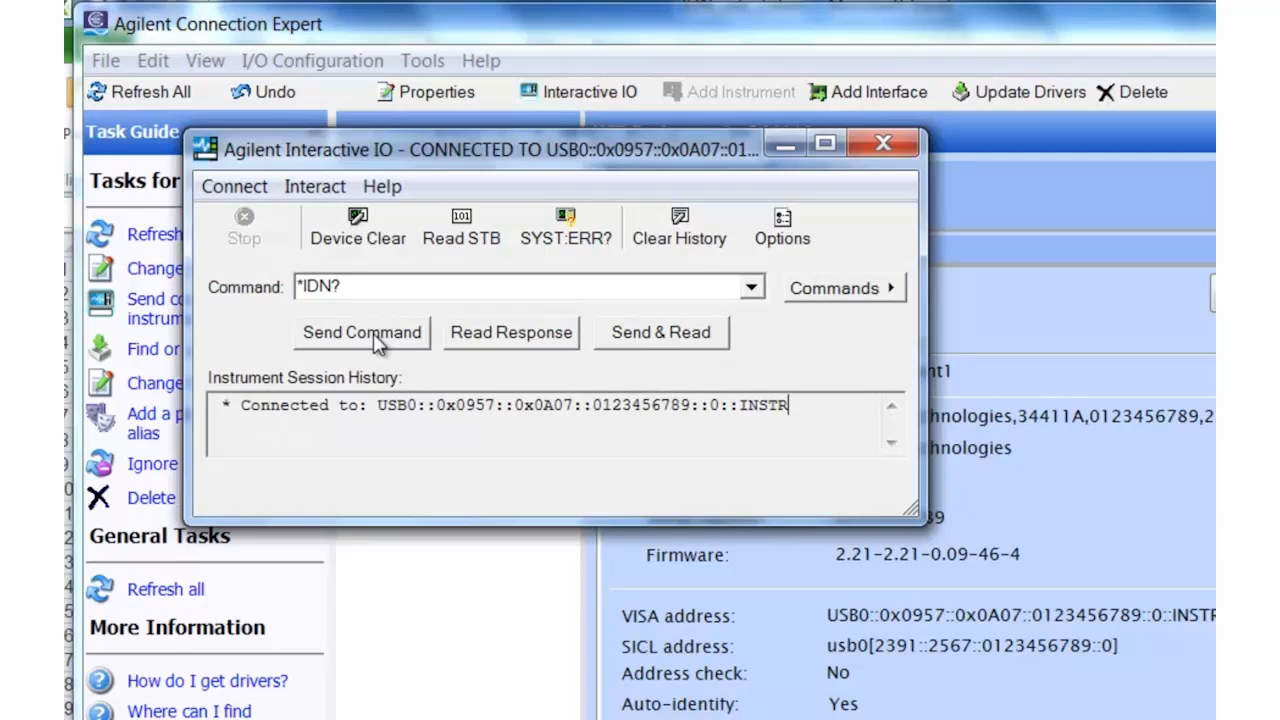 Agilent Connection Expert
File Edit View I/O Configuration Tools Help
Refresh All Undo Properties Interactive IO Add Instrument Add Interface Update Drivers Delete
Task Guide
Tasks for
Refresh
Change
Send co
instrum
Find or
Change
Add a p
alias
Ignore
Delete
General Tasks
Refresh all
More Information
How do I get drivers?
Where can I find
Agilent Interactive IO - CONNECTED TO USB0::0x0957::0x0A07::01...
Connect Interact Help
Stop Device Clear Read STB SYST:ERR? Clear History Options
Command: *IDN? Commands
Send Command Read Response Send & Read
Instrument Session History:
* Connected to: USB0::0x0957::0x0A07::0123456789::0::INSTR
nt1
hnologies,34411A,0123456789,2
hnologies
39
Firmware: 2.21-2.21-0.09-46-4
VISA address: USB0::0x0957::0x0A07::0123456789::0::INSTR
SICL address: usb0[2391::2567::0123456789::0]
Address check: No
Auto-identify: Yes